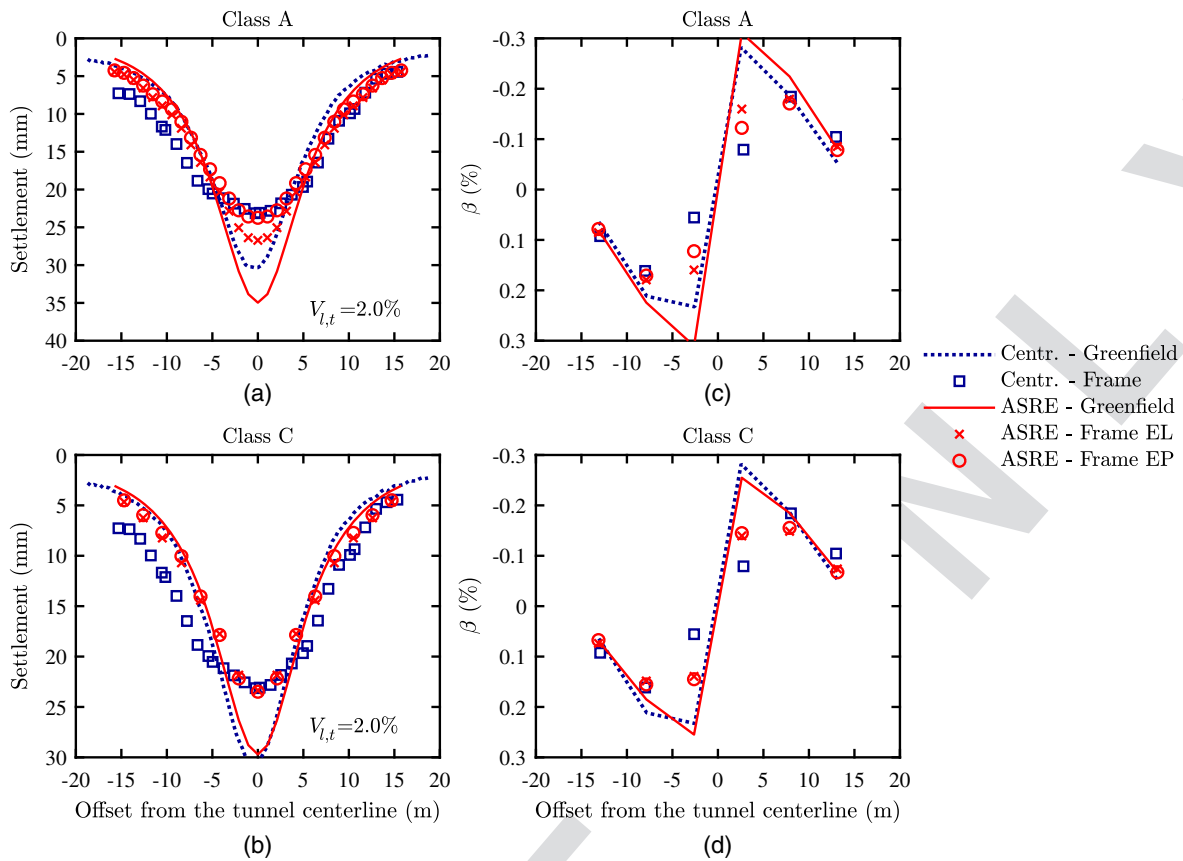 Class A
Settlement (mm)
0
5
10
15
20
25
30
35
40
V_{l,t}=2.0%
-20 -15 -10 -5 0 5 10 15 20
(a)
Class A
β (%)
-0.3
-0.2
-0.1
0
0.1
0.2
0.3
-20 -15 -10 -5 0 5 10 15 20
(c)
Centr. - Greenfield
Centr. - Frame
ASRE - Greenfield
ASRE - Frame EL
ASRE - Frame EP
Class C
Settlement (mm)
0
5
10
15
20
25
30
V_{l,t}=2.0%
-20 -15 -10 -5 0 5 10 15 20
Offset from the tunnel centerline (m)
(b)
Class C
β (%)
-0.3
-0.2
-0.1
0
0.1
0.2
0.3
-20 -15 -10 -5 0 5 10 15 20
Offset from the tunnel centerline (m)
(d)
N L